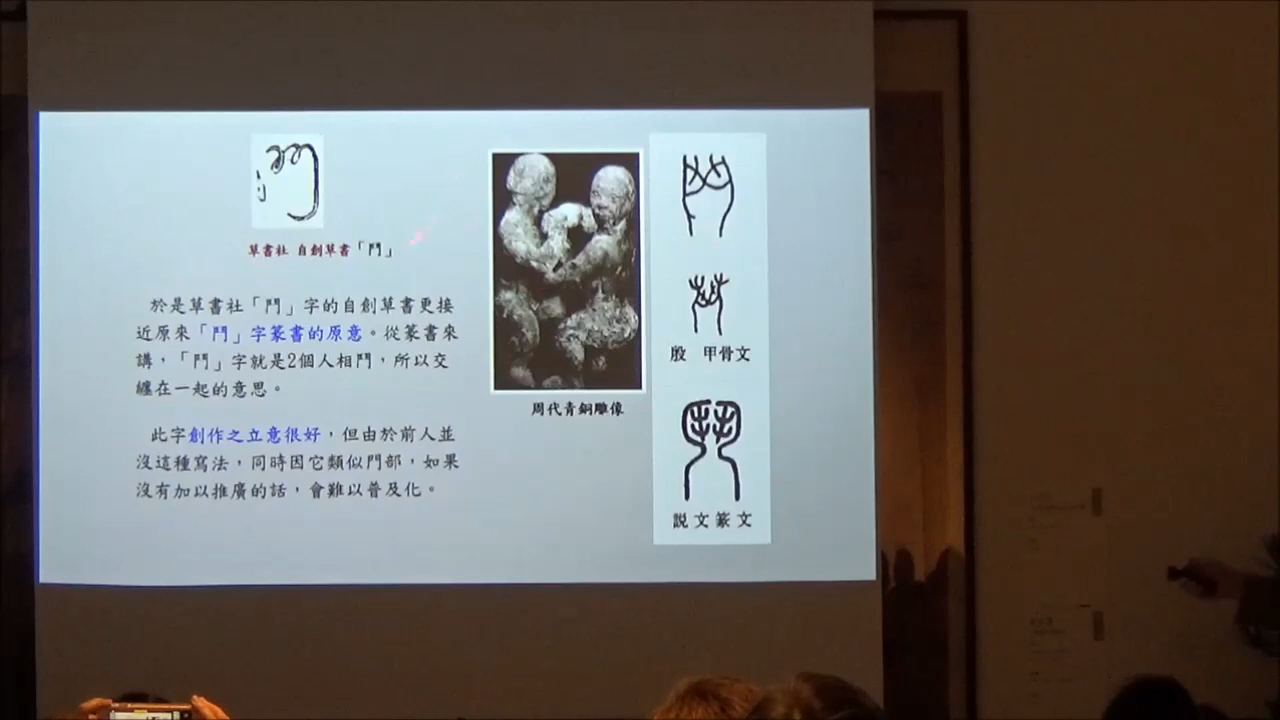 草書社 自創草書「鬥」
於是草書社「鬥」字的自創草書更接
近原來「鬥」字篆書的原意。從篆書來
講，「鬥」字就是2個人相鬥，所以交
纏在一起的意思。
此字創作之立意很好，但由於前人並
沒這種寫法，同時因它類似門部，如果
沒有加以推廣的話，會難以普及化。
周代青銅雕像
殷 甲骨文
説文篆文